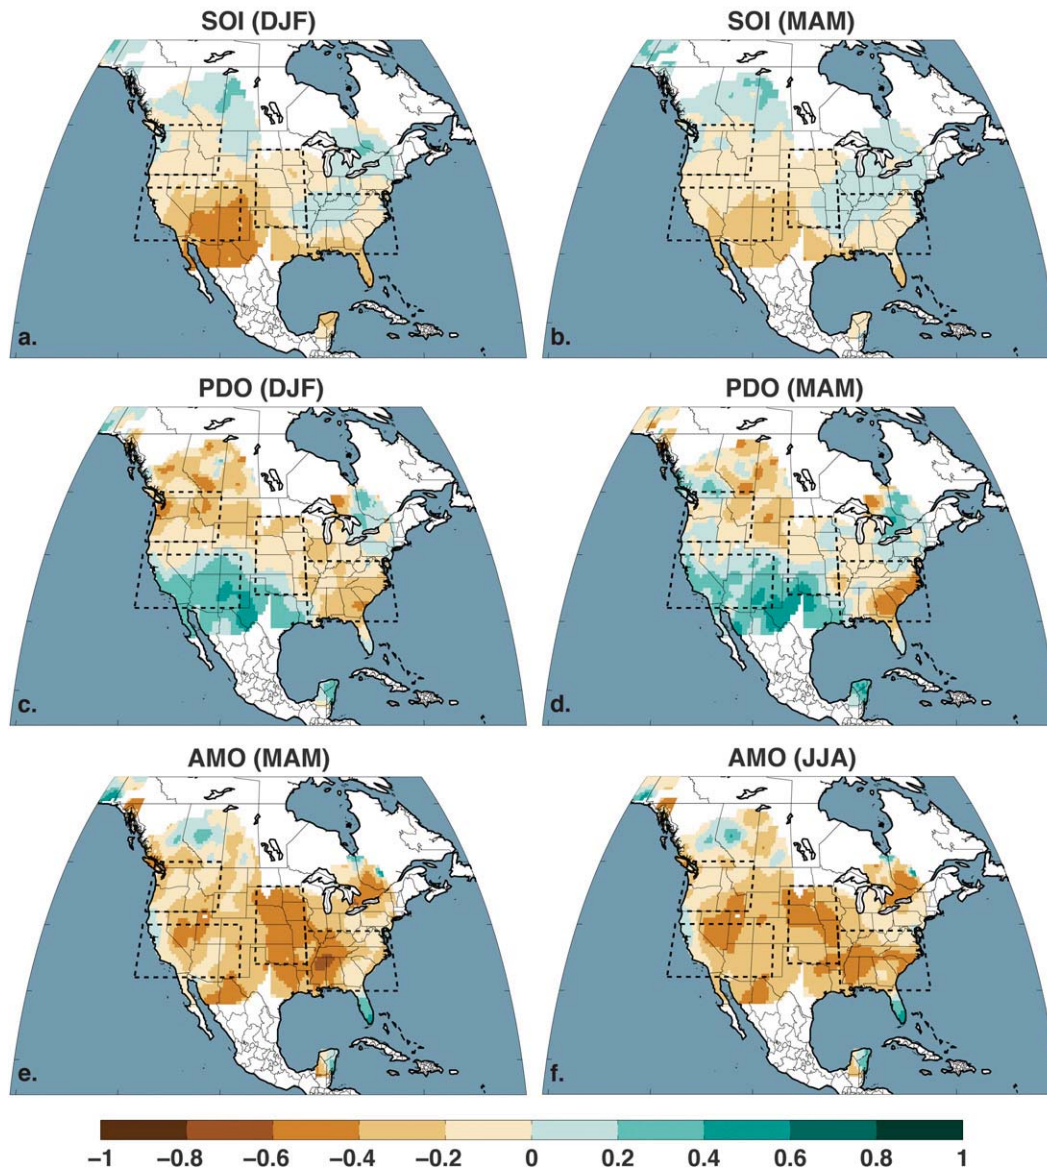 SOI (DJF)
SOI (MAM)
a.
b.
PDO (DJF)
PDO (MAM)
c.
d.
AMO (MAM)
AMO (JJA)
e.
f.
−1 −0.8 −0.6 −0.4 −0.2 0 0.2 0.4 0.6 0.8 1